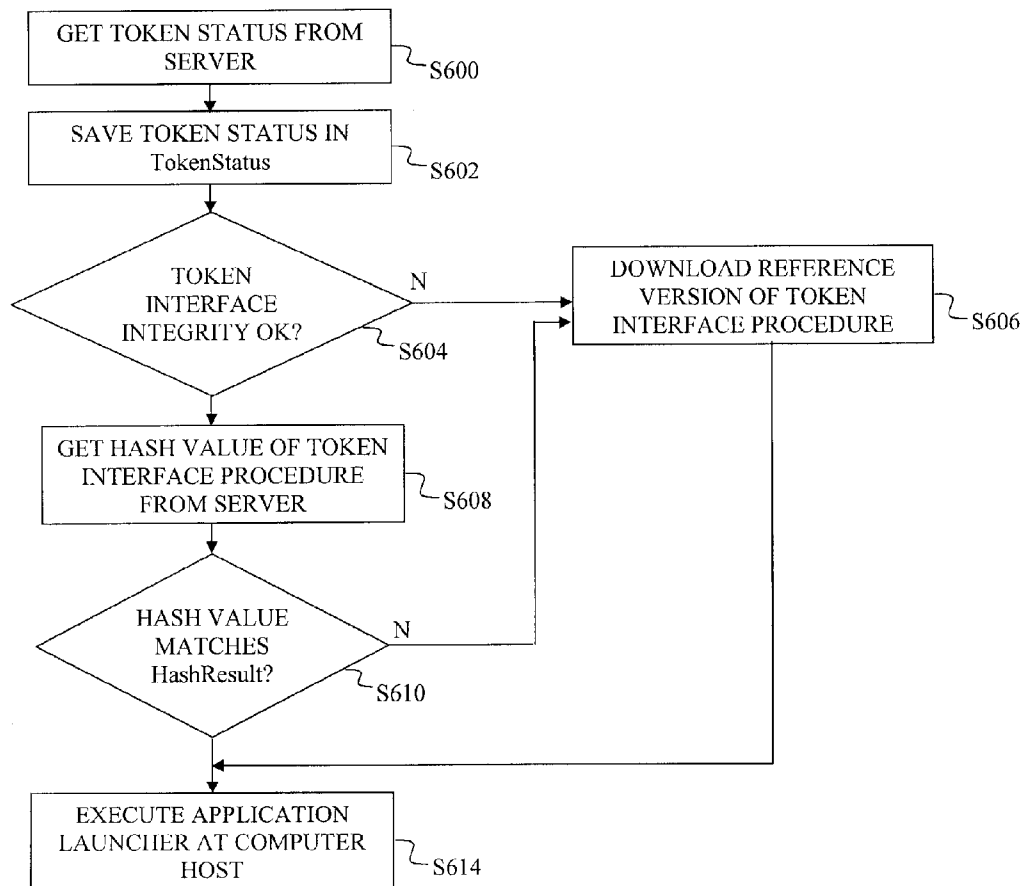 GET TOKEN STATUS FROM
SERVER
S600
SAVE TOKEN STATUS IN
TokenStatus
S602
TOKEN
INTERFACE
INTEGRITY OK?
N
S604
DOWNLOAD REFERENCE
VERSION OF TOKEN
INTERFACE PROCEDURE
S606
GET HASH VALUE OF TOKEN
INTERFACE PROCEDURE
FROM SERVER
S608
HASH VALUE
MATCHES
HashResult?
N
S610
EXECUTE APPLICATION
LAUNCHER AT COMPUTER
HOST
S614